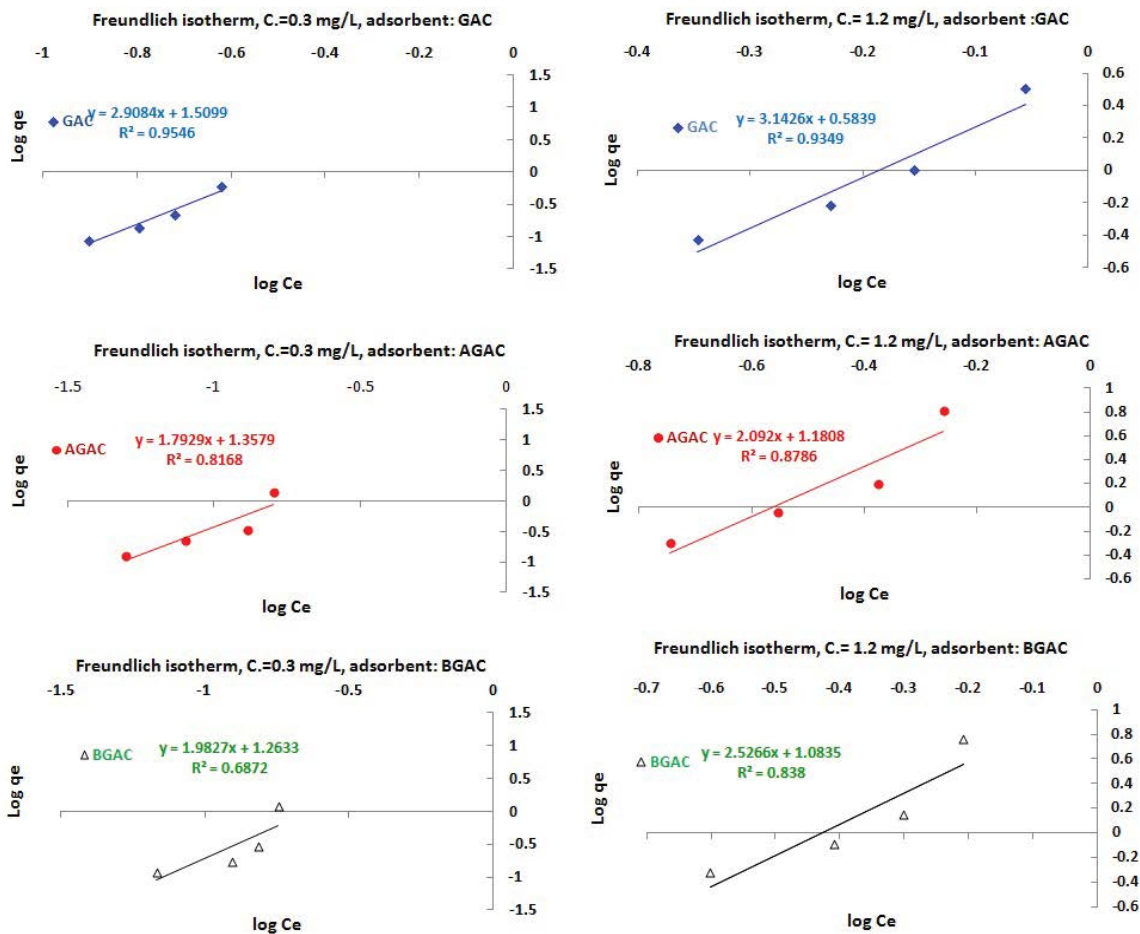 Freundlich isotherm, C.=0.3 mg/L, adsorbent: GAC
-1 -0.8 -0.6 -0.4 -0.2 0
1.5
1
0.5
0
-0.5
-1
-1.5
Log qe
GAC
y = 2.9084x + 1.5099
R² = 0.9546
log Ce
Freundlich isotherm, C.= 1.2 mg/L, adsorbent :GAC
-0.4 -0.3 -0.2 -0.1 0
0.6
0.4
0.2
0
-0.2
-0.4
-0.6
Log qe
GAC
y = 3.1426x + 0.5839
R² = 0.9349
log Ce
Freundlich isotherm, C.=0.3 mg/L, adsorbent: AGAC
-1.5 -1 -0.5 0
1.5
1
0.5
0
-0.5
-1
-1.5
Log qe
AGAC
y = 1.7929x + 1.3579
R² = 0.8168
log Ce
Freundlich isotherm, C.= 1.2 mg/L, adsorbent: AGAC
-0.8 -0.6 -0.4 -0.2 0
1
0.8
0.6
0.4
0.2
0
-0.2
-0.4
-0.6
Log qe
AGAC
y = 2.092x + 1.1808
R² = 0.8786
log Ce
Freundlich isotherm, C.=0.3 mg/L, adsorbent: BGAC
-1.5 -1 -0.5 0
1.5
1
0.5
0
-0.5
-1
-1.5
Log qe
BGAC
y = 1.9827x + 1.2633
R² = 0.6872
log Ce
Freundlich isotherm, C.= 1.2 mg/L, adsorbent: BGAC
-0.7 -0.6 -0.5 -0.4 -0.3 -0.2 -0.1 0
1
0.8
0.6
0.4
0.2
0
-0.2
-0.4
-0.6
Log qe
BGAC
y = 2.5266x + 1.0835
R² = 0.838
log Ce